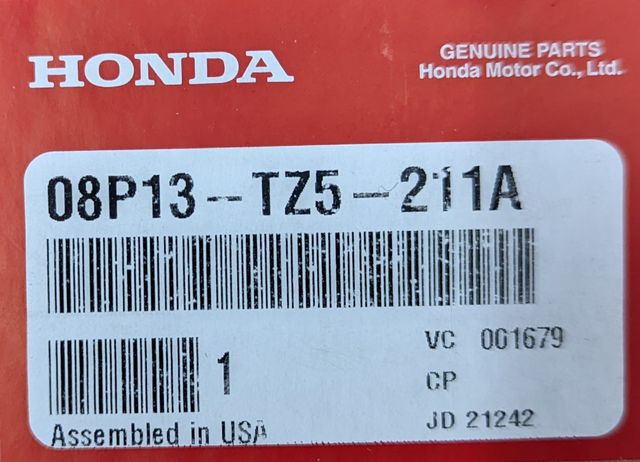 HONDA
GENUINE PARTS
Honda Motor Co., Ltd.
08P13-TZ5-211A
1
VC 001679
CP
JD 21242
Assembled in USA